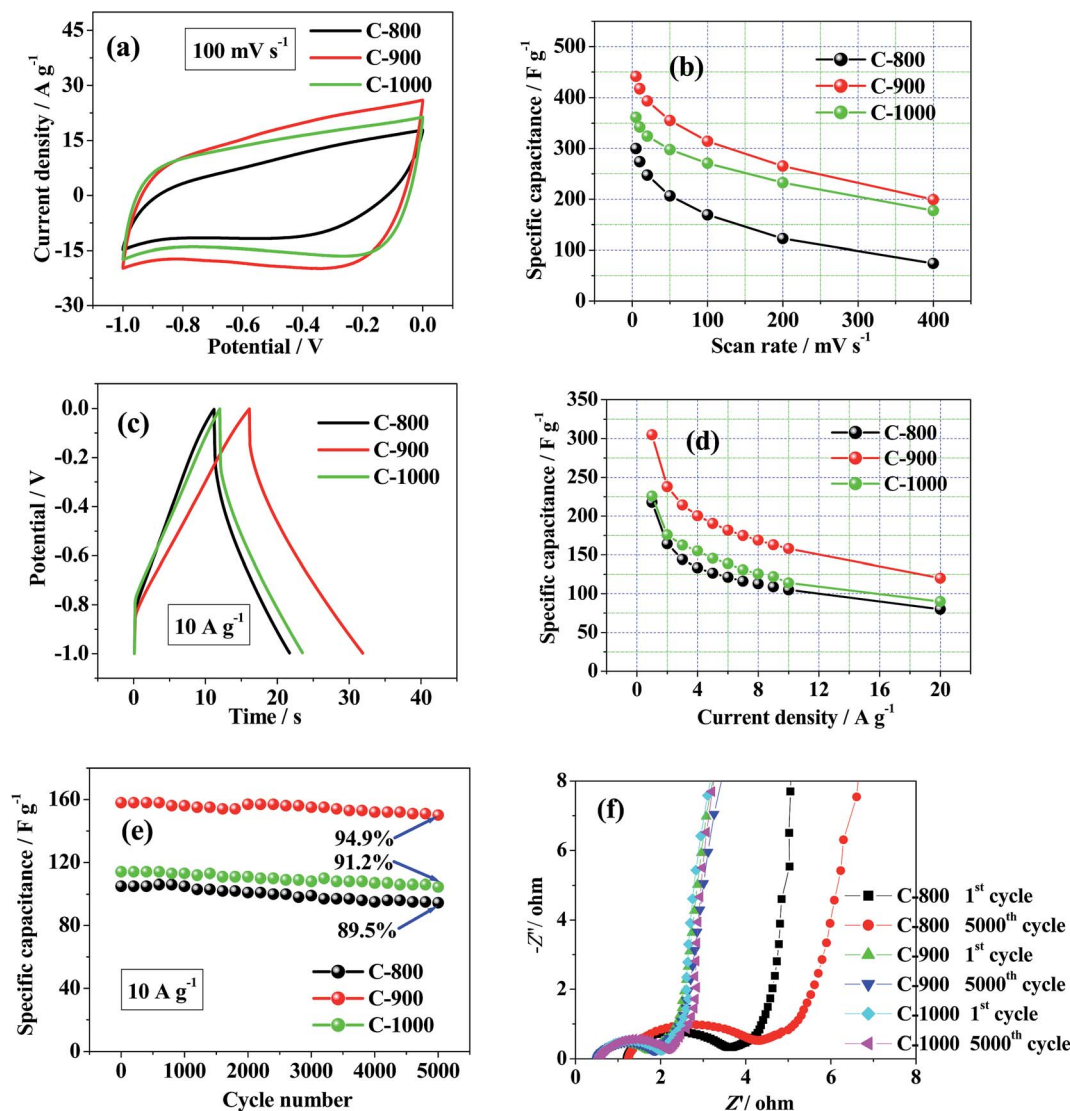 (a)
100 mV s⁻¹
C-800
C-900
C-1000
Current density / A g⁻¹
45
30
15
0
-15
-30
-1.0 -0.8 -0.6 -0.4 -0.2 0.0
Potential / V
(b)
C-800
C-900
C-1000
Specific capacitance / F g⁻¹
500
400
300
200
100
0
0 100 200 300 400
Scan rate / mV s⁻¹
(c)
C-800
C-900
C-1000
Potential / V
0.0
-0.2
-0.4
-0.6
-0.8
-1.0
10 A g⁻¹
0 10 20 30 40
Time / s
(d)
C-800
C-900
C-1000
Specific capacitance / F g⁻¹
350
300
250
200
150
100
50
0
0 4 8 12 16 20
Current density / A g⁻¹
(e)
94.9%
91.2%
89.5%
10 A g⁻¹
C-800
C-900
C-1000
Specific capacitance / F g⁻¹
160
120
80
40
0
0 1000 2000 3000 4000 5000
Cycle number
(f)
C-800 1st cycle
C-800 5000th cycle
C-900 1st cycle
C-900 5000th cycle
C-1000 1st cycle
C-1000 5000th cycle
-Z''/ ohm
8
6
4
2
0
0 2 4 6 8
Z'/ ohm